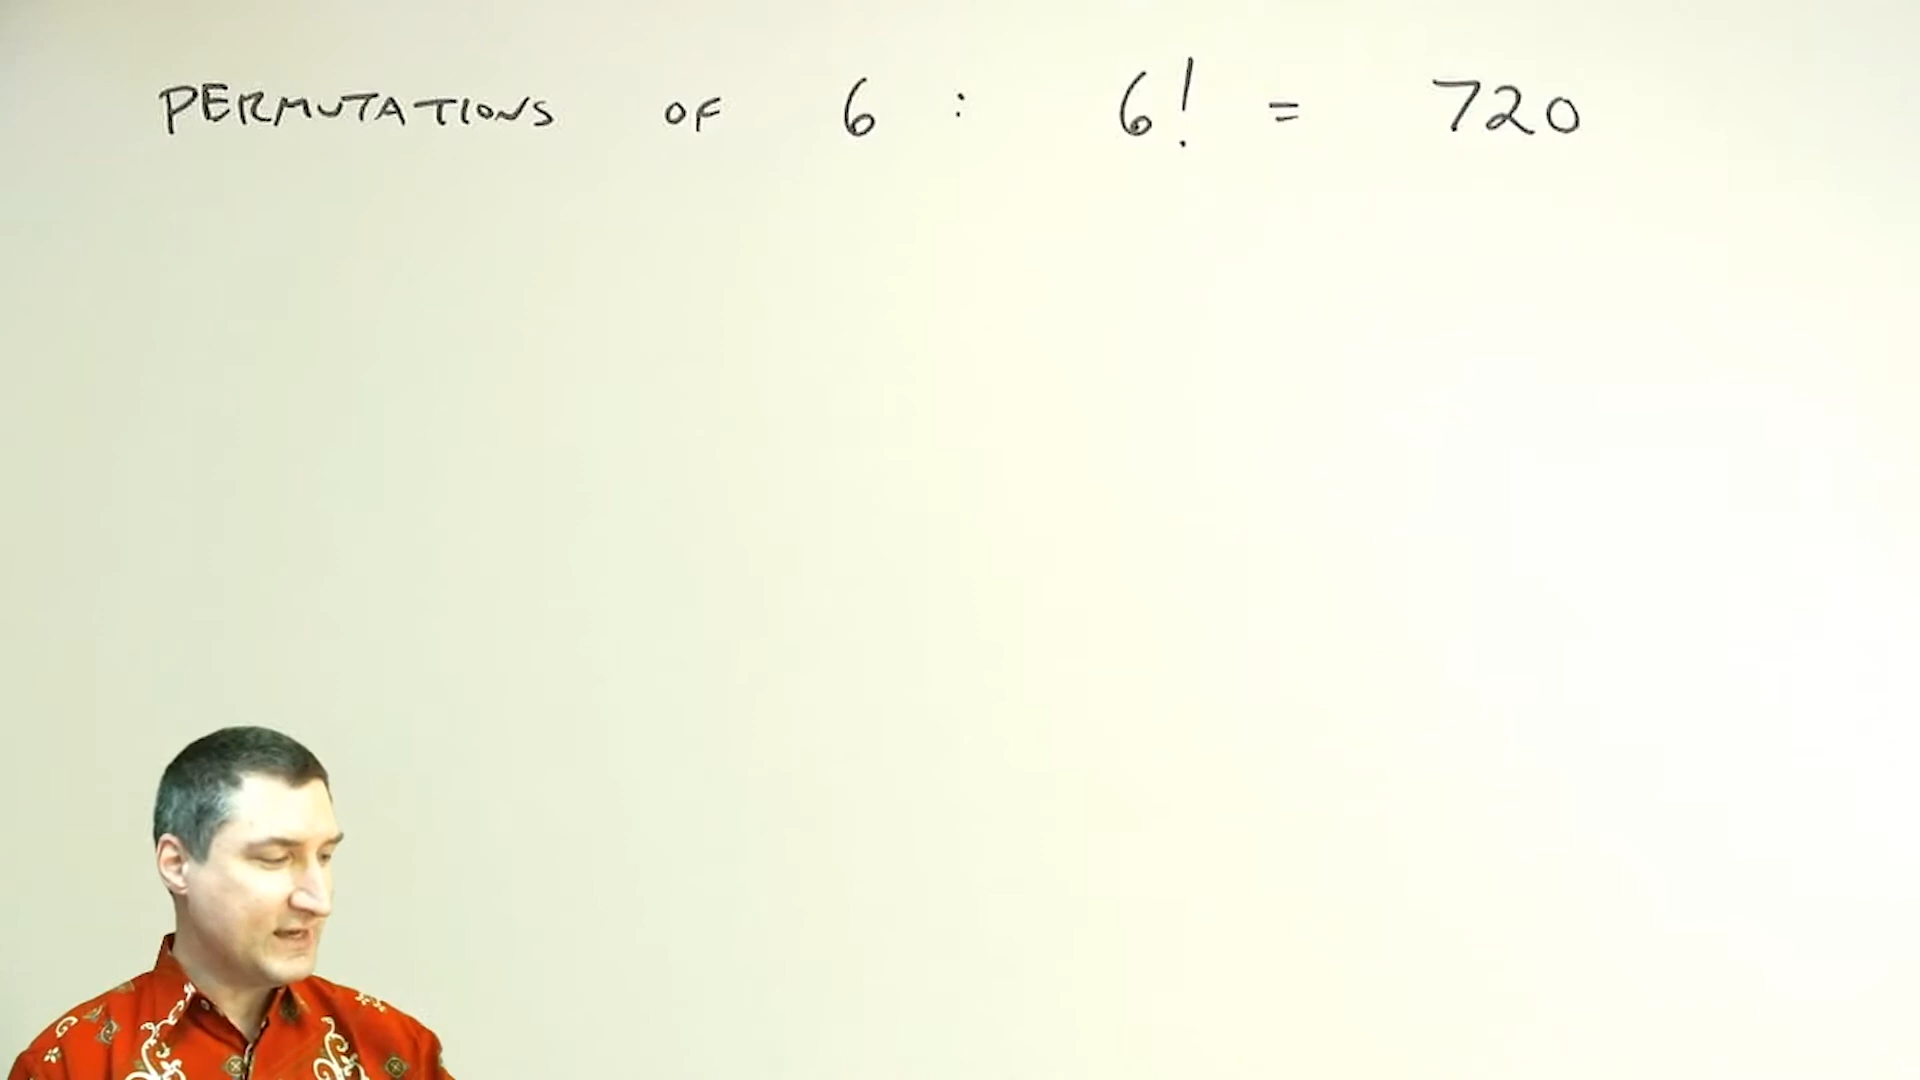 PERMUTATIONS OF 6 : 6! = 720